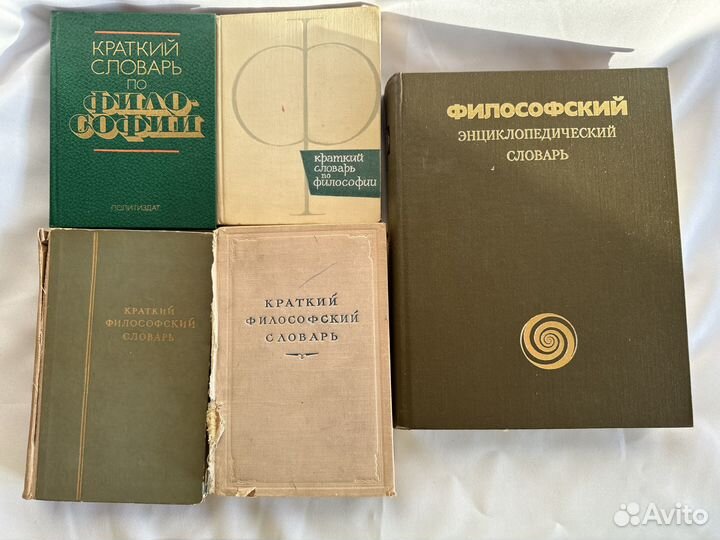 КРАТКИЙ
СЛОВАРЬ
ПО
ФИЛО-
СОФИИ
ПОЛИТИЗДАТ
Ф
краткий
словарь
по
философии
ФИЛОСОФСКИЙ
ЭНЦИКЛОПЕДИЧЕСКИЙ
СЛОВАРЬ
КРАТКИЙ
ФИЛОСОФСКИЙ
СЛОВАРЬ
КРАТКИЙ
ФИЛОСОФСКИЙ
СЛОВАРЬ
Avito